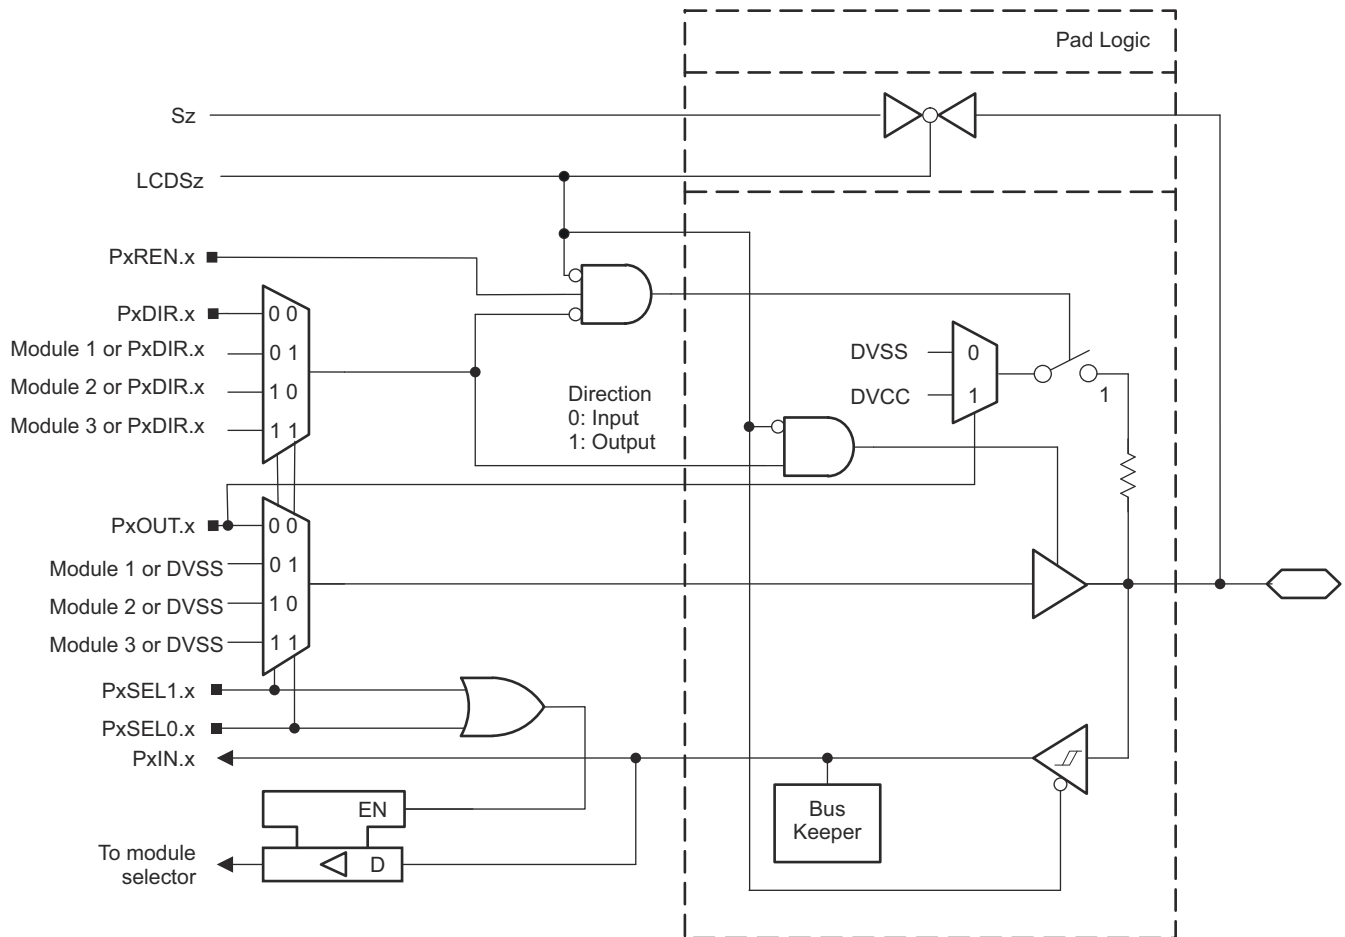 Pad Logic
Sz
LCDSz
PxREN.x
PxDIR.x
0 0
Module 1 or PxDIR.x
0 1
Module 2 or PxDIR.x
1 0
Module 3 or PxDIR.x
1 1
Direction
0: Input
1: Output
DVSS
0
DVCC
1
1
PxOUT.x
0 0
Module 1 or DVSS
0 1
Module 2 or DVSS
1 0
Module 3 or DVSS
1 1
PxSEL1.x
PxSEL0.x
PxIN.x
EN
D
To module
selector
Bus
Keeper